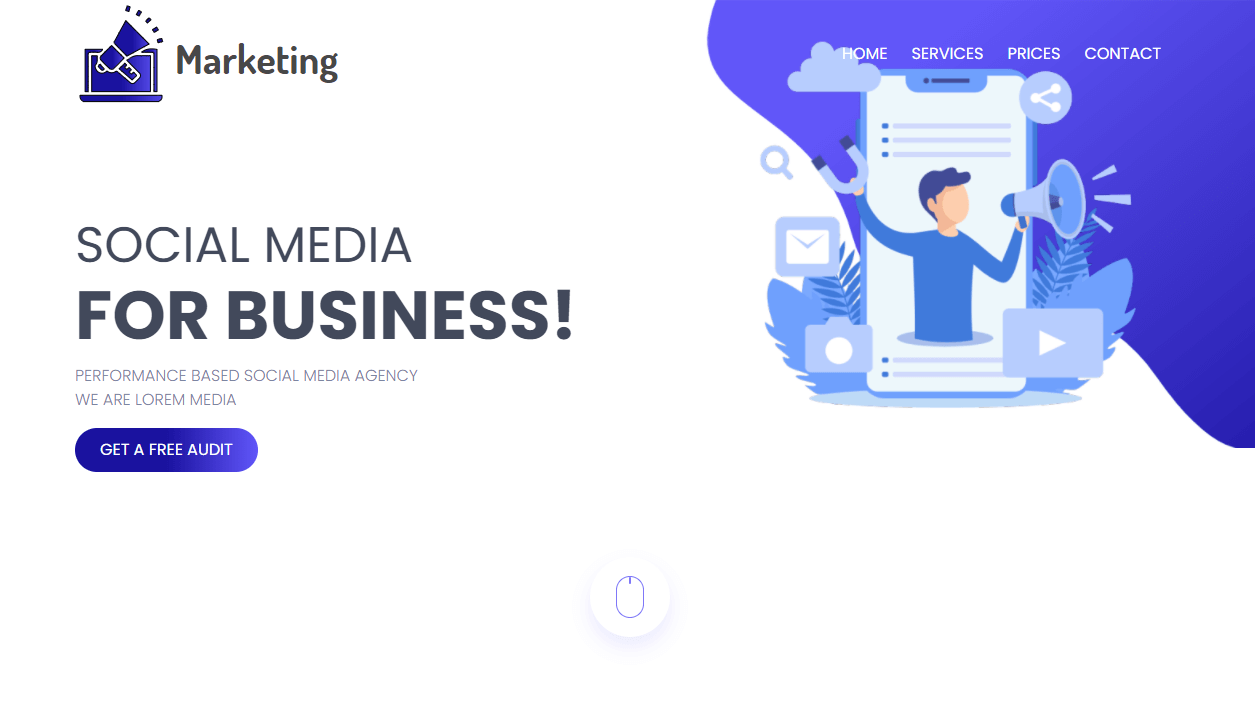 Marketing
HOME SERVICES PRICES CONTACT
SOCIAL MEDIA
FOR BUSINESS!
PERFORMANCE BASED SOCIAL MEDIA AGENCY
WE ARE LOREM MEDIA
GET A FREE AUDIT